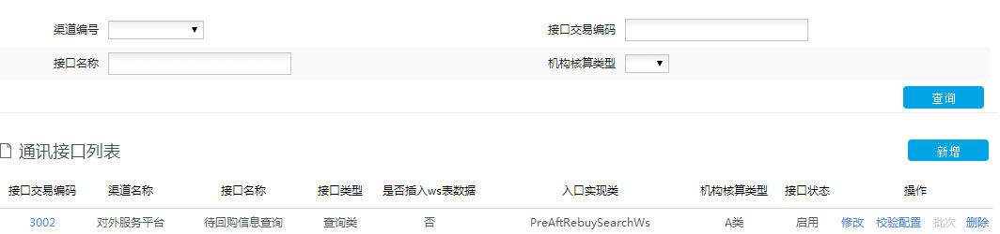 渠道编号 接口交易编码
接口名称 机构核算类型
查询
通讯接口列表 新增
接口交易编码 渠道名称 接口名称 接口类型 是否插入ws表数据 入口实现类 机构核算类型 接口状态 操作
3002 对外服务平台 待回购信息查询 查询类 否 PreAftRebuySearchWs A类 启用 修改 校验配置 批次 删除